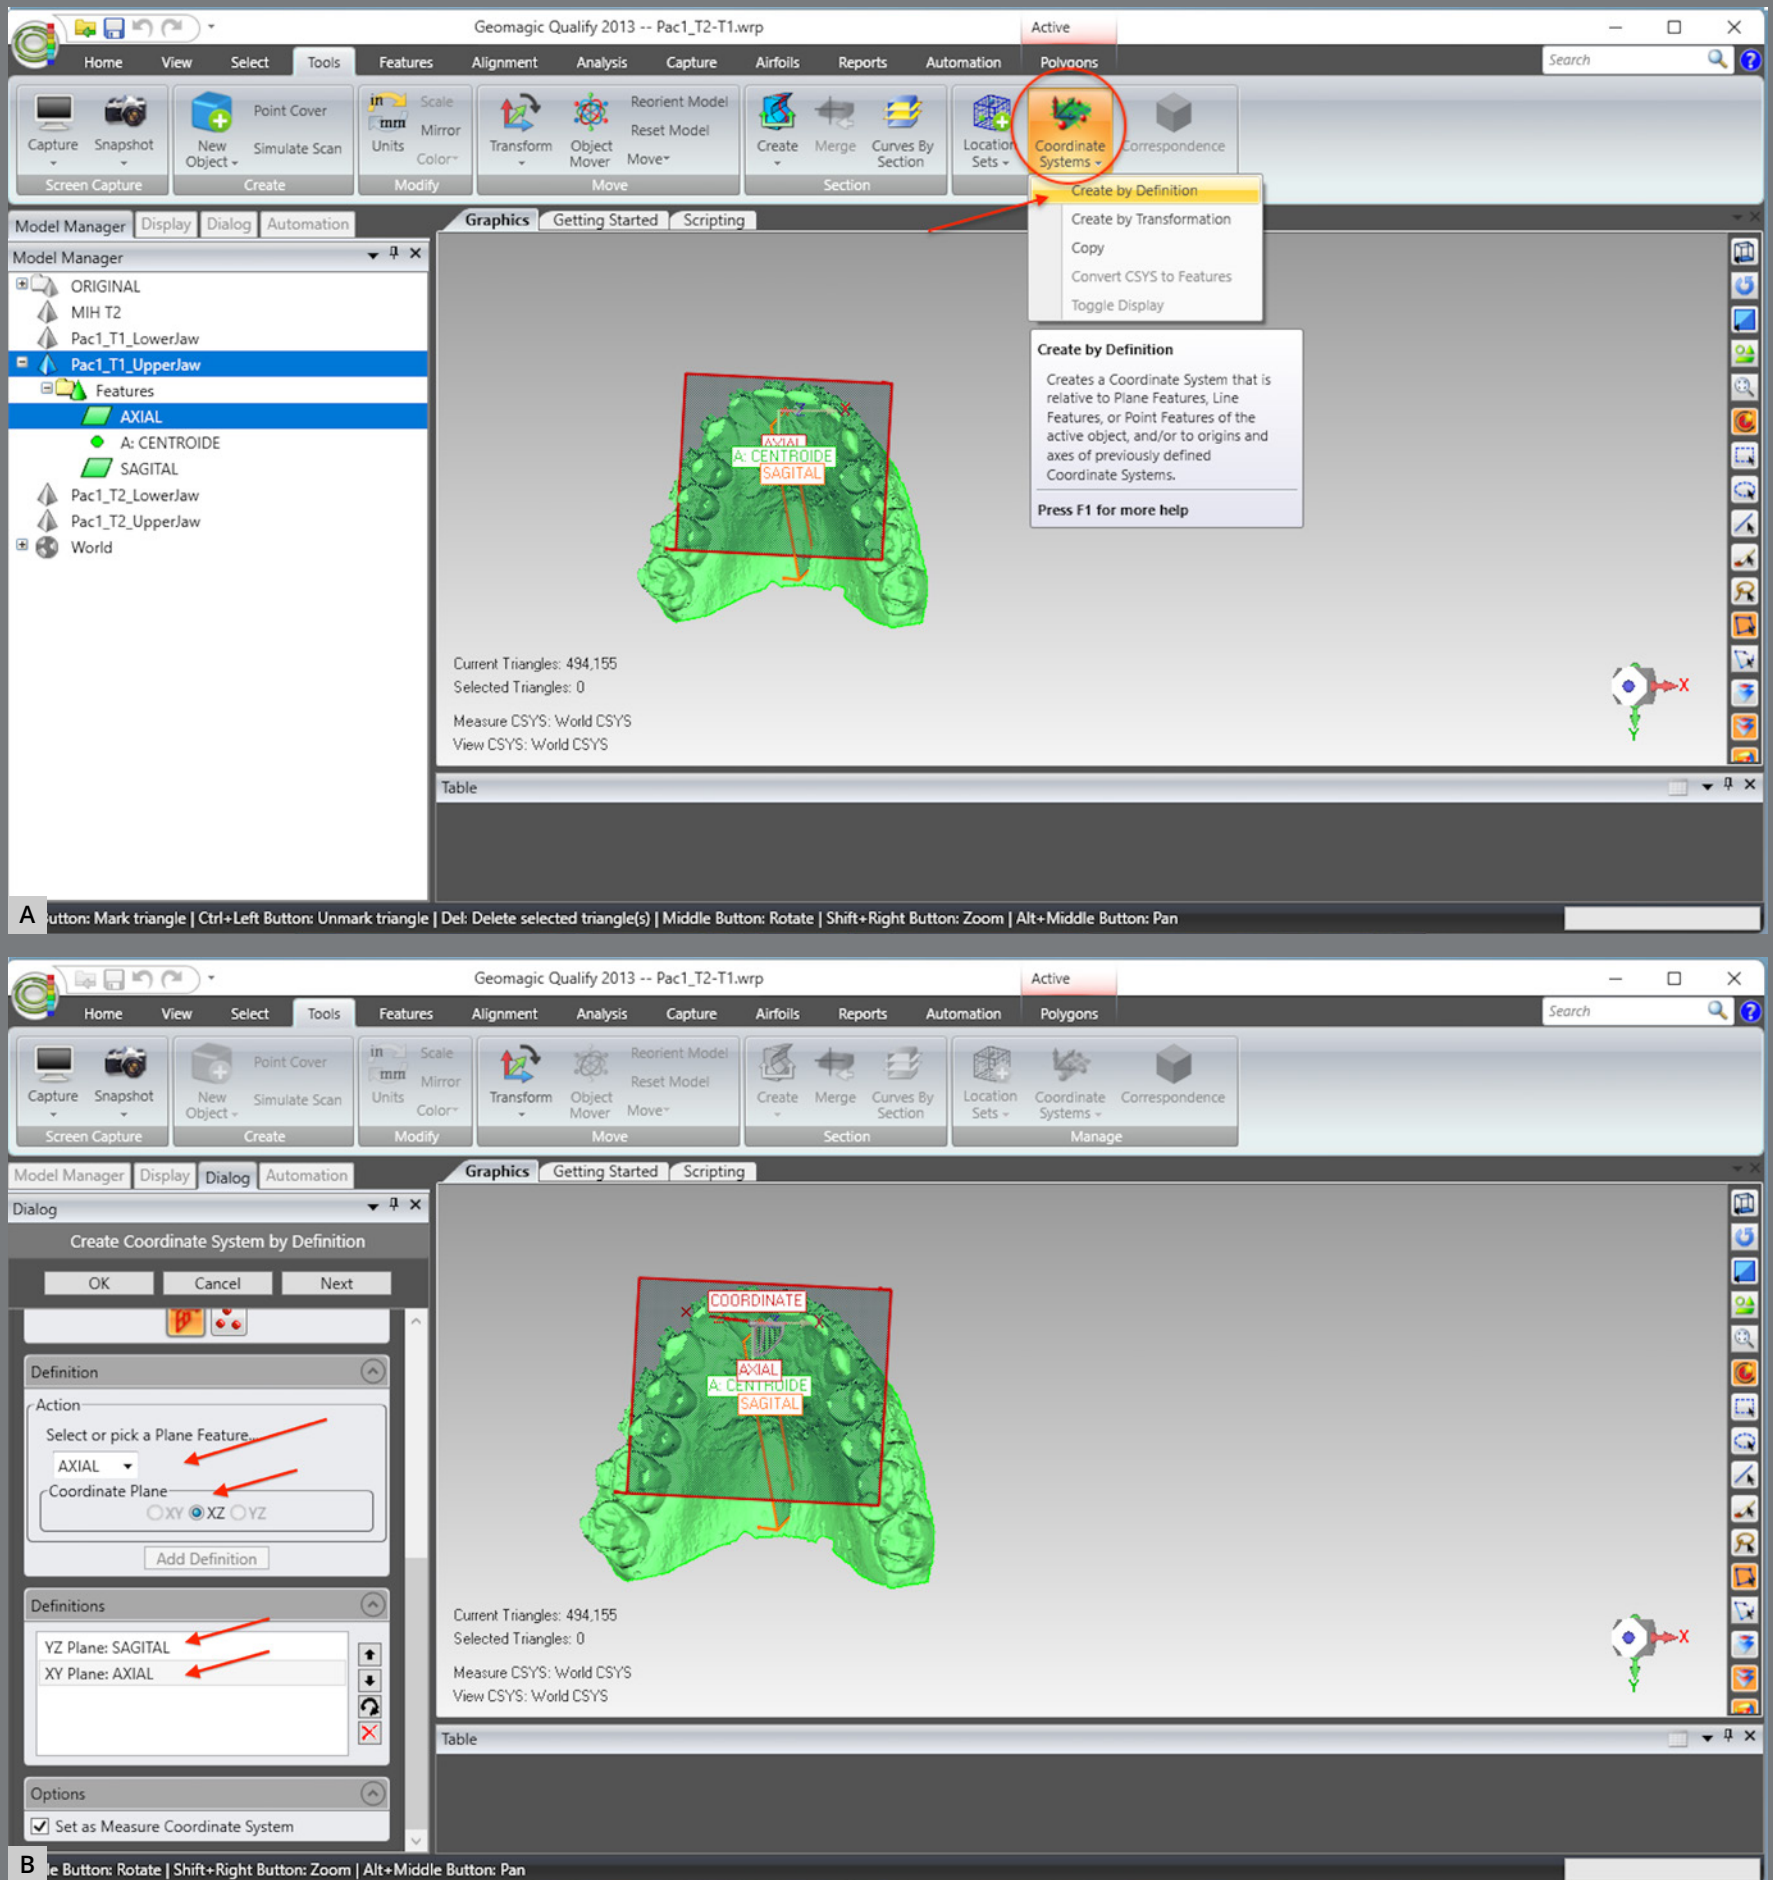 Geomagic Qualify 2013 -- Pac1_T2-T1.wrp
Active
Home View Select Tools Features Alignment Analysis Capture Airfoils Reports Automation Polygons
Search
Capture Snapshot
Screen Capture
New Object
Point Cover
Simulate Scan
Create
in mm
Units
Scale
Mirror
Color
Modify
Transform
Object Mover
Reorient Model
Reset Model
Move
Move
Create
Merge
Curves By Section
Section
Location Sets
Coordinate Systems
Correspondence
Create by Definition
Create by Transformation
Copy
Convert CSYS to Features
Toggle Display
Create by Definition
Creates a Coordinate System that is
relative to Plane Features, Line
Features, or Point Features of the
active object, and/or to origins and
axes of previously defined
Coordinate Systems.
Press F1 for more help
Model Manager Display Dialog Automation
Graphics Getting Started Scripting
Model Manager
ORIGINAL
MIH T2
Pac1_T1_LowerJaw
Pac1_T1_UpperJaw
Features
AXIAL
A: CENTROIDE
SAGITAL
Pac1_T2_LowerJaw
Pac1_T2_UpperJaw
World
AXIAL
A: CENTROIDE
SAGITAL
Current Triangles: 494,155
Selected Triangles: 0
Measure CSYS: World CSYS
View CSYS: World CSYS
X
Y
Table
A
utton: Mark triangle | Ctrl+Left Button: Unmark triangle | Del: Delete selected triangle(s) | Middle Button: Rotate | Shift+Right Button: Zoom | Alt+Middle Button: Pan
Geomagic Qualify 2013 -- Pac1_T2-T1.wrp
Active
Home View Select Tools Features Alignment Analysis Capture Airfoils Reports Automation Polygons
Search
Capture Snapshot
Screen Capture
New Object
Point Cover
Simulate Scan
Create
in mm
Units
Scale
Mirror
Color
Modify
Transform
Object Mover
Reorient Model
Reset Model
Move
Move
Create
Merge
Curves By Section
Section
Location Sets
Coordinate Systems
Correspondence
Manage
Model Manager Display Dialog Automation
Graphics Getting Started Scripting
Dialog
Create Coordinate System by Definition
OK Cancel Next
Definition
Action
Select or pick a Plane Feature...
AXIAL
Coordinate Plane
XY XZ YZ
Add Definition
Definitions
YZ Plane: SAGITAL
XY Plane: AXIAL
Options
Set as Measure Coordinate System
COORDINATE
AXIAL
A: CENTROIDE
SAGITAL
Current Triangles: 494,155
Selected Triangles: 0
Measure CSYS: World CSYS
View CSYS: World CSYS
X
Y
Table
B
le Button: Rotate | Shift+Right Button: Zoom | Alt+Middle Button: Pan